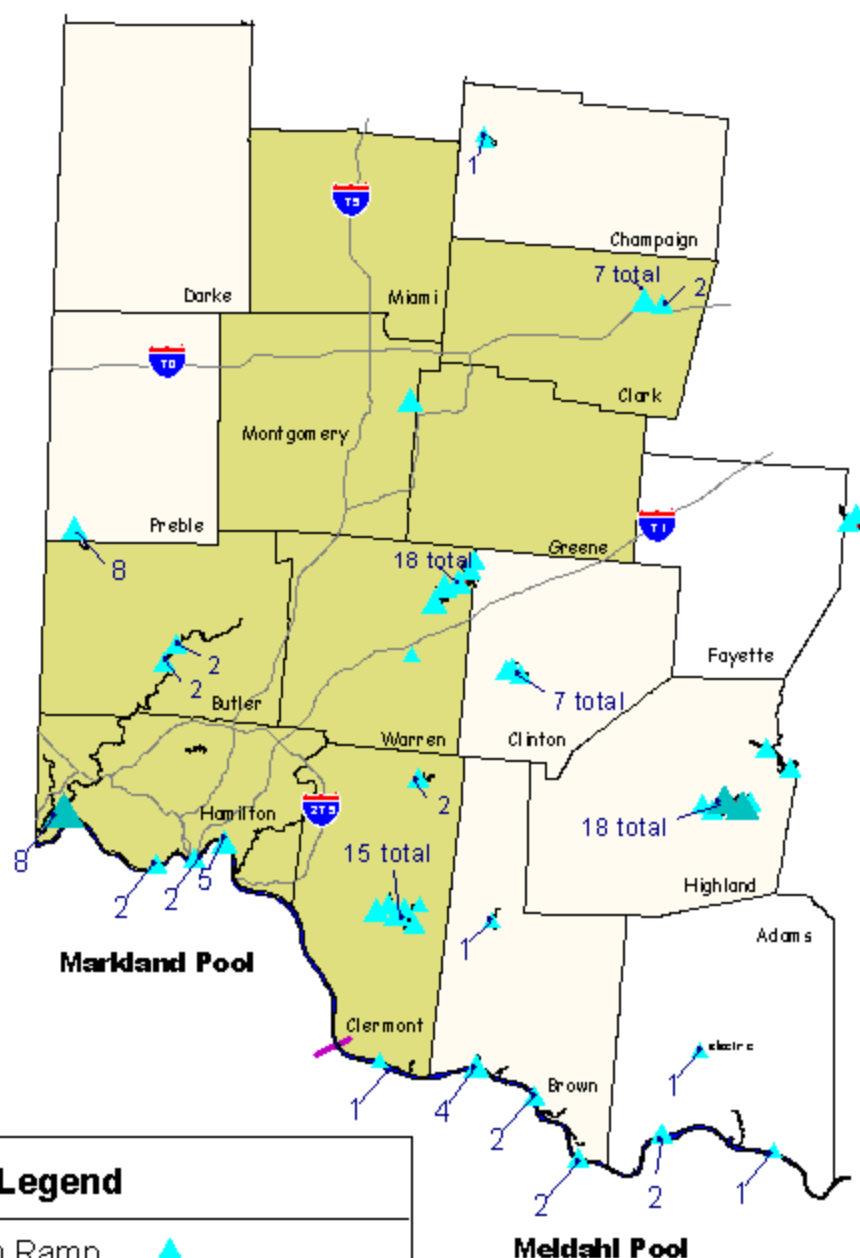 1
Champaign
75
7 total
2
Darke
Miami
70
Clark
Montgomery
Preble
Greene
71
8
18 total
2
2
Fayette
Butler
7 total
Warren
Clinton
2
275
Hamilton
18 total
15 total
8
5
2
2
Highland
1
Adams
Markland Pool
Clermont
electric
1
Brown
1
4
2
2
2
1
Legend
Ramp
Meldahl Pool